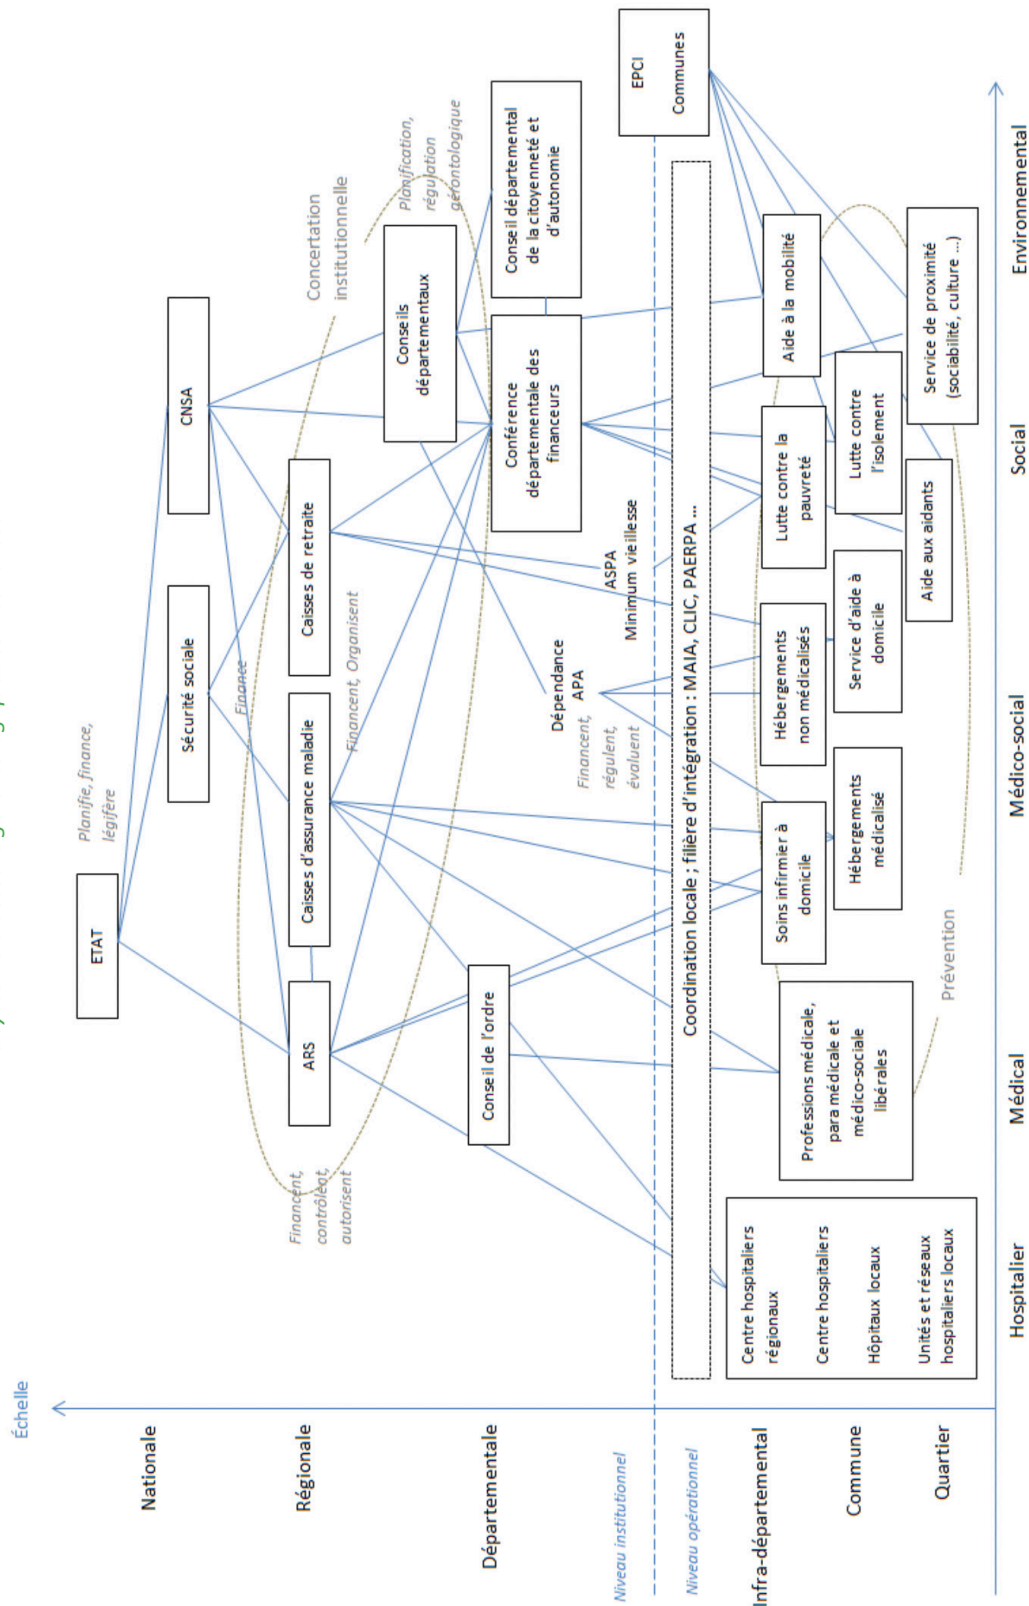 Échelle
Nationale
Régionale
Départementale
Niveau institutionnel
Niveau opérationnel
Infra-départemental
Commune
Quartier
ETAT
Planifie, finance,
légifère
Sécurité sociale
CNSA
Finance
Concertation
institutionnelle
ARS
Financent,
contrôlent,
autorisent
Caisses d'assurance maladie
Caisses de retraite
Financent, Organisent
Conseils
départementaux
Planification,
régulation
gérontologique
Conseil de l'ordre
Conférence
départementale des
financeurs
Conseil départemental
de la citoyenneté et
d'autonomie
Dépendance
APA
Financent,
régulent,
évaluent
ASPA
Minimum vieillesse
EPCI
Communes
Coordination locale ; filière d'intégration : MAIA, CLIC, PAERPA ...
Centre hospitaliers
régionaux
Centre hospitaliers
Hôpitaux locaux
Unités et réseaux
hospitaliers locaux
Professions médicale,
para médicale et
médico-sociale
libérales
Soins infirmier à
domicile
Hébergements
médicalisé
Hébergements
non médicalisés
Service d'aide à
domicile
Lutte contre la
pauvreté
Lutte contre
l'isolement
Aide aux aidants
Aide à la mobilité
Service de proximité
(sociabilité, culture ...)
Prévention
Hospitalier
Médical
Médico-social
Social
Environnemental